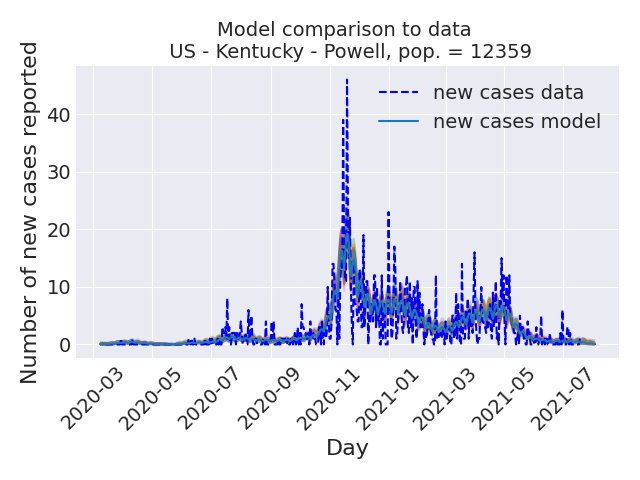 Model comparison to data
US - Kentucky - Powell, pop. = 12359
Number of new cases reported
40
30
20
10
0
new cases data
new cases model
2020-03
2020-05
2020-07
2020-09
2020-11
2021-01
2021-03
2021-05
2021-07
Day